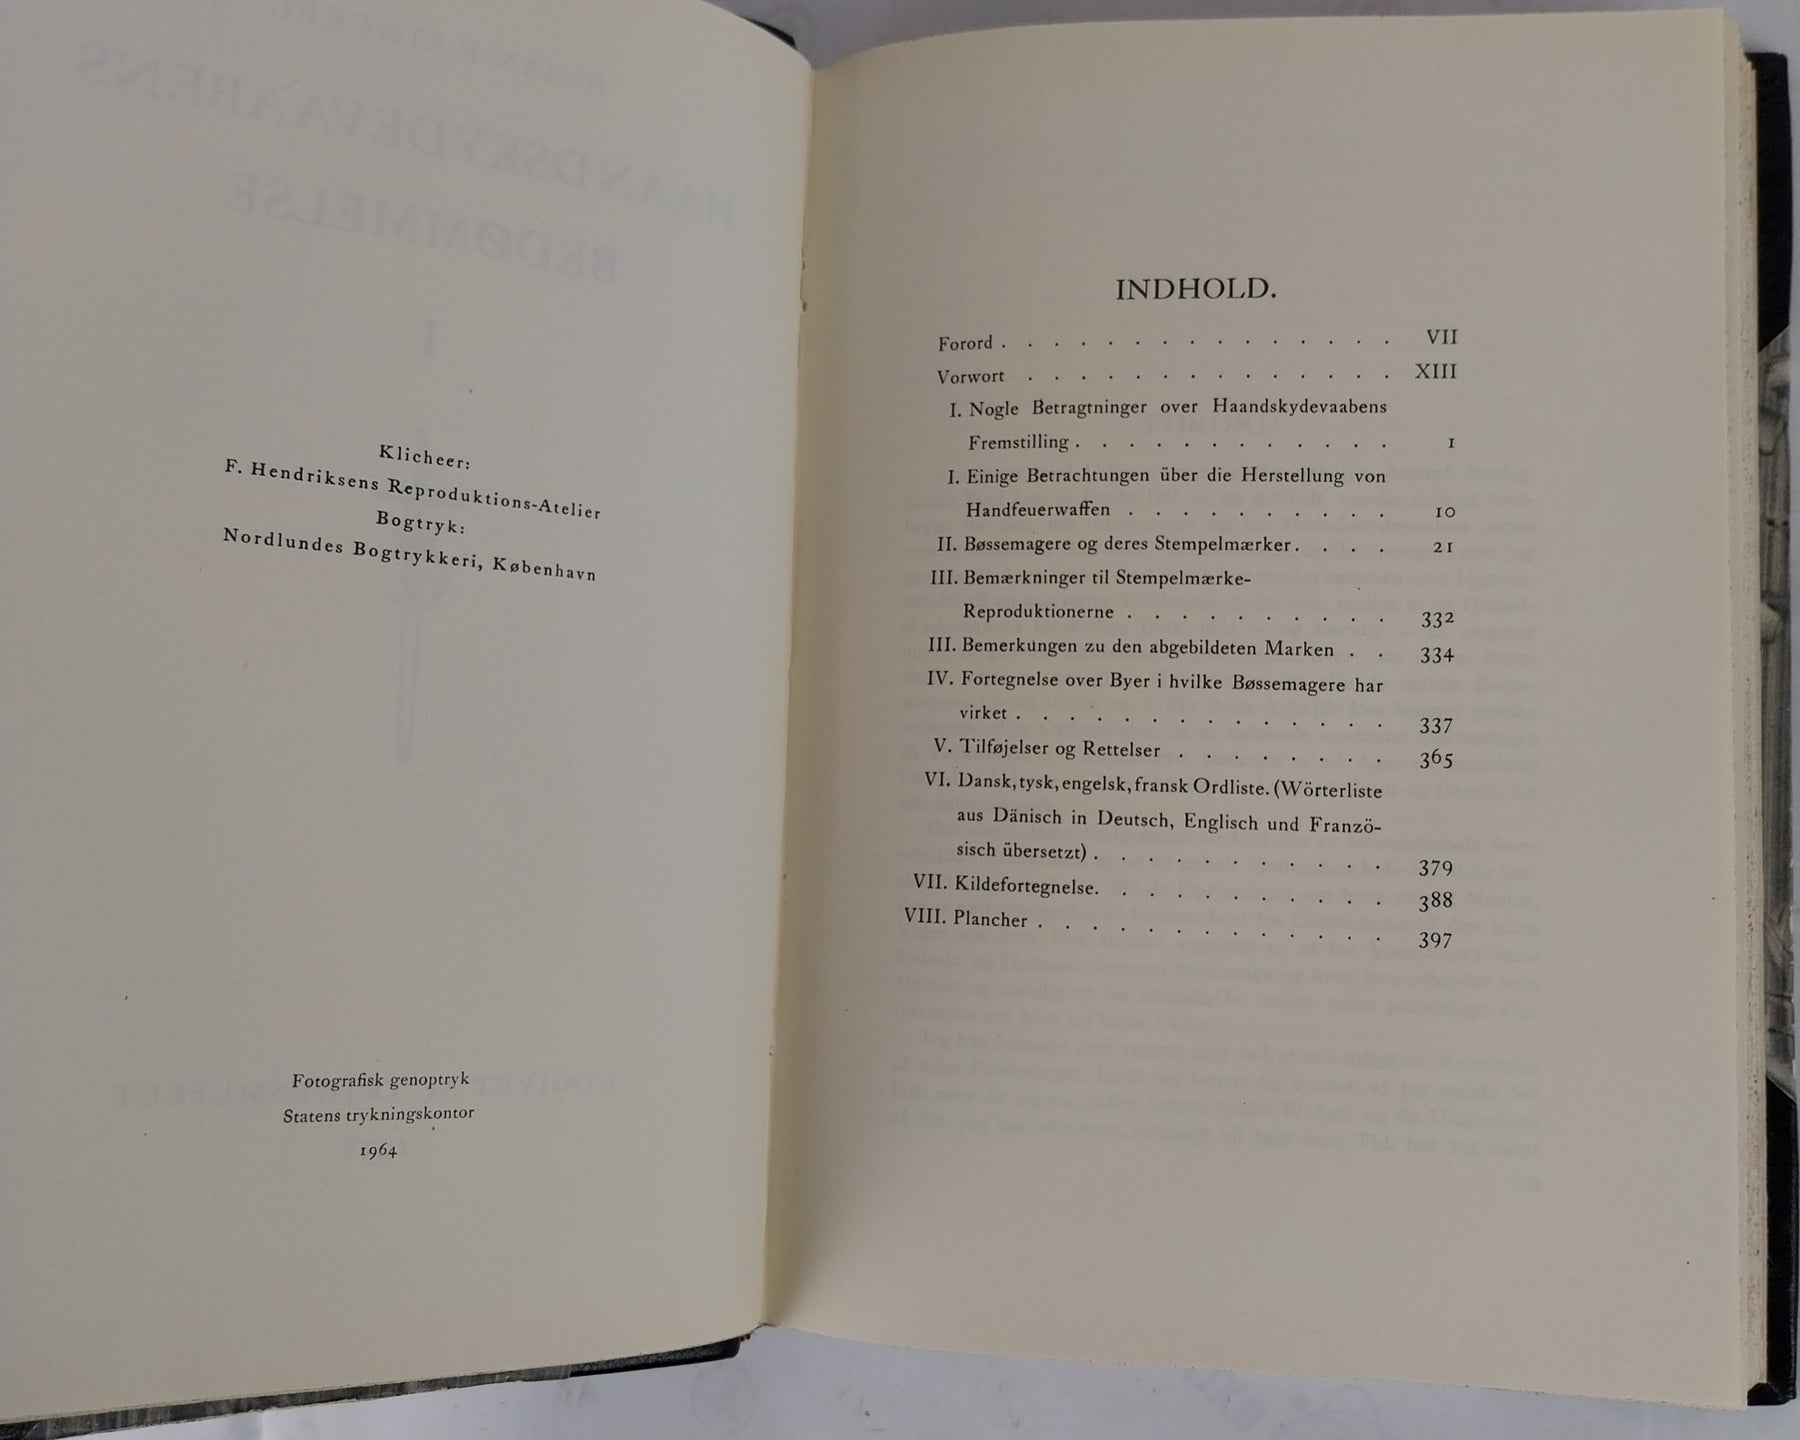 Klicheer:
F. Hendriksens Reproduktions-Atelier
Bogtryk:
Nordlundes Bogtrykkeri, København
Fotografisk genoptryk
Statens trykningskontor
1964
INDHOLD.
Forord . . . . . . . . . . . . . . . VII
Vorwort . . . . . . . . . . . . . . XIII
I. Nogle Betragtninger over Haandskydevaabens
Fremstilling . . . . . . . . . . . . 1
I. Einige Betrachtungen über die Herstellung von
Handfeuerwaffen . . . . . . . . . . 10
II. Bøssemagere og deres Stempelmærker. . . . 21
III. Bemærkninger til Stempelmærke-
Reproduktionerne . . . . . . . . . . 332
III. Bemerkungen zu den abgebildeten Marken . . 334
IV. Fortegnelse over Byer i hvilke Bøssemagere har
virket . . . . . . . . . . . . . . 337
V. Tilføjelser og Rettelser . . . . . . . . 365
VI. Dansk, tysk, engelsk, fransk Ordliste. (Wörterliste
aus Dänisch in Deutsch, Englisch und Franzö-
sisch übersetzt) . . . . . . . . . . . 379
VII. Kildefortegnelse. . . . . . . . . . . 388
VIII. Plancher . . . . . . . . . . . . . 397